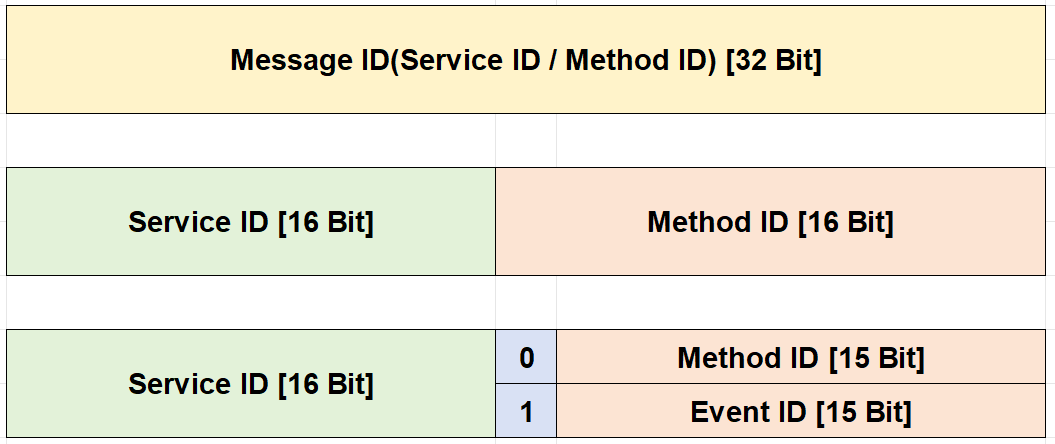 Message ID(Service ID / Method ID) [32 Bit]
Service ID [16 Bit]
Method ID [16 Bit]
Service ID [16 Bit]
0
Method ID [15 Bit]
1
Event ID [15 Bit]